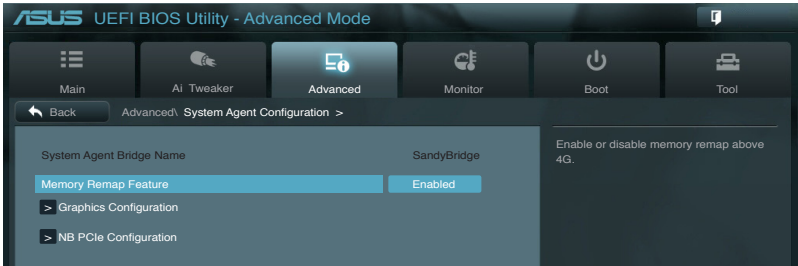 ASUS UEFI BIOS Utility - Advanced Mode
Main
Ai Tweaker
Advanced
Monitor
Boot
Tool
Back
Advanced\ System Agent Configuration >
System Agent Bridge Name SandyBridge
Memory Remap Feature Enabled
> Graphics Configuration
> NB PCIe Configuration
Enable or disable memory remap above
4G.